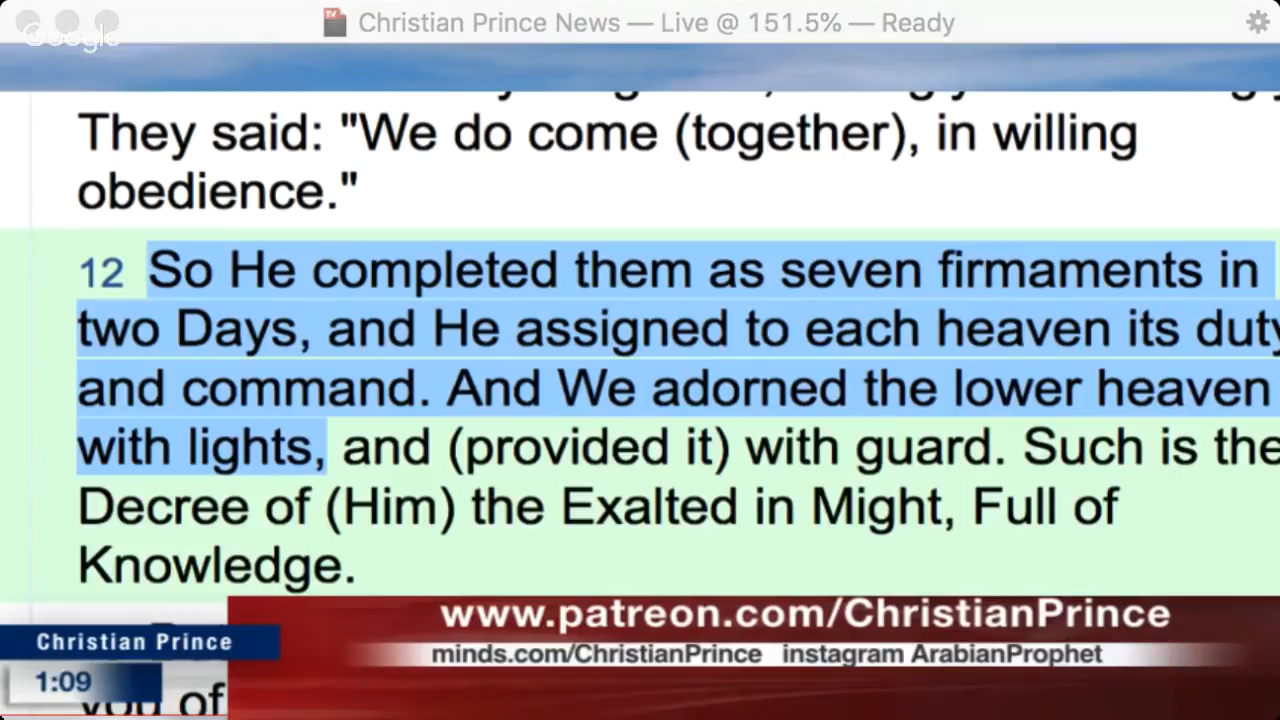 Christian Prince News — Live @ 151.5% — Ready
Google
They said: "We do come (together), in willing
obedience."
12 So He completed them as seven firmaments in
two Days, and He assigned to each heaven its duty
and command. And We adorned the lower heaven
with lights, and (provided it) with guard. Such is the
Decree of (Him) the Exalted in Might, Full of
Knowledge.
www.patreon.com/ChristianPrince
Christian Prince
minds.com/ChristianPrince instagram ArabianProphet
1:09
you of